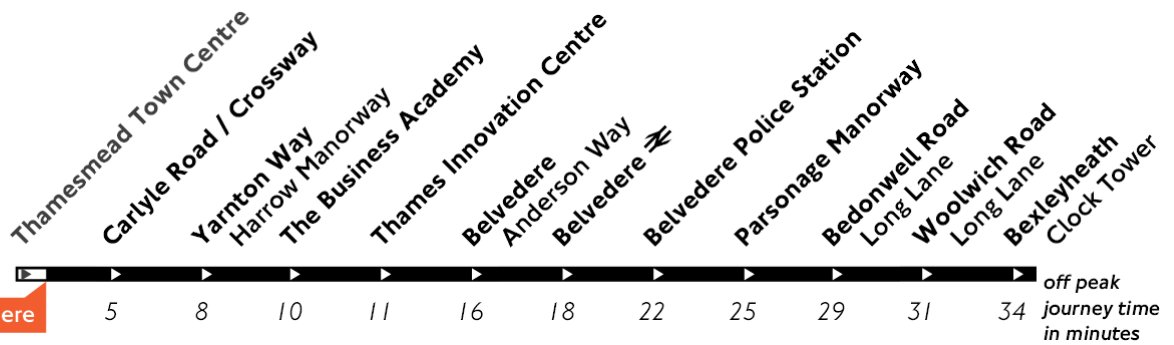 Thamesmead Town Centre
Carlyle Road / Crossway
Yarnton Way
Harrow Manorway
The Business Academy
Thames Innovation Centre
Belvedere
Anderson Way
Belvedere
Belvedere Police Station
Parsonage Manorway
Bedonwell Road
Long Lane
Woolwich Road
Long Lane
Bexleyheath
Clock Tower
ere 5 8 10 11 16 18 22 25 29 31 34
off peak
journey time
in minutes